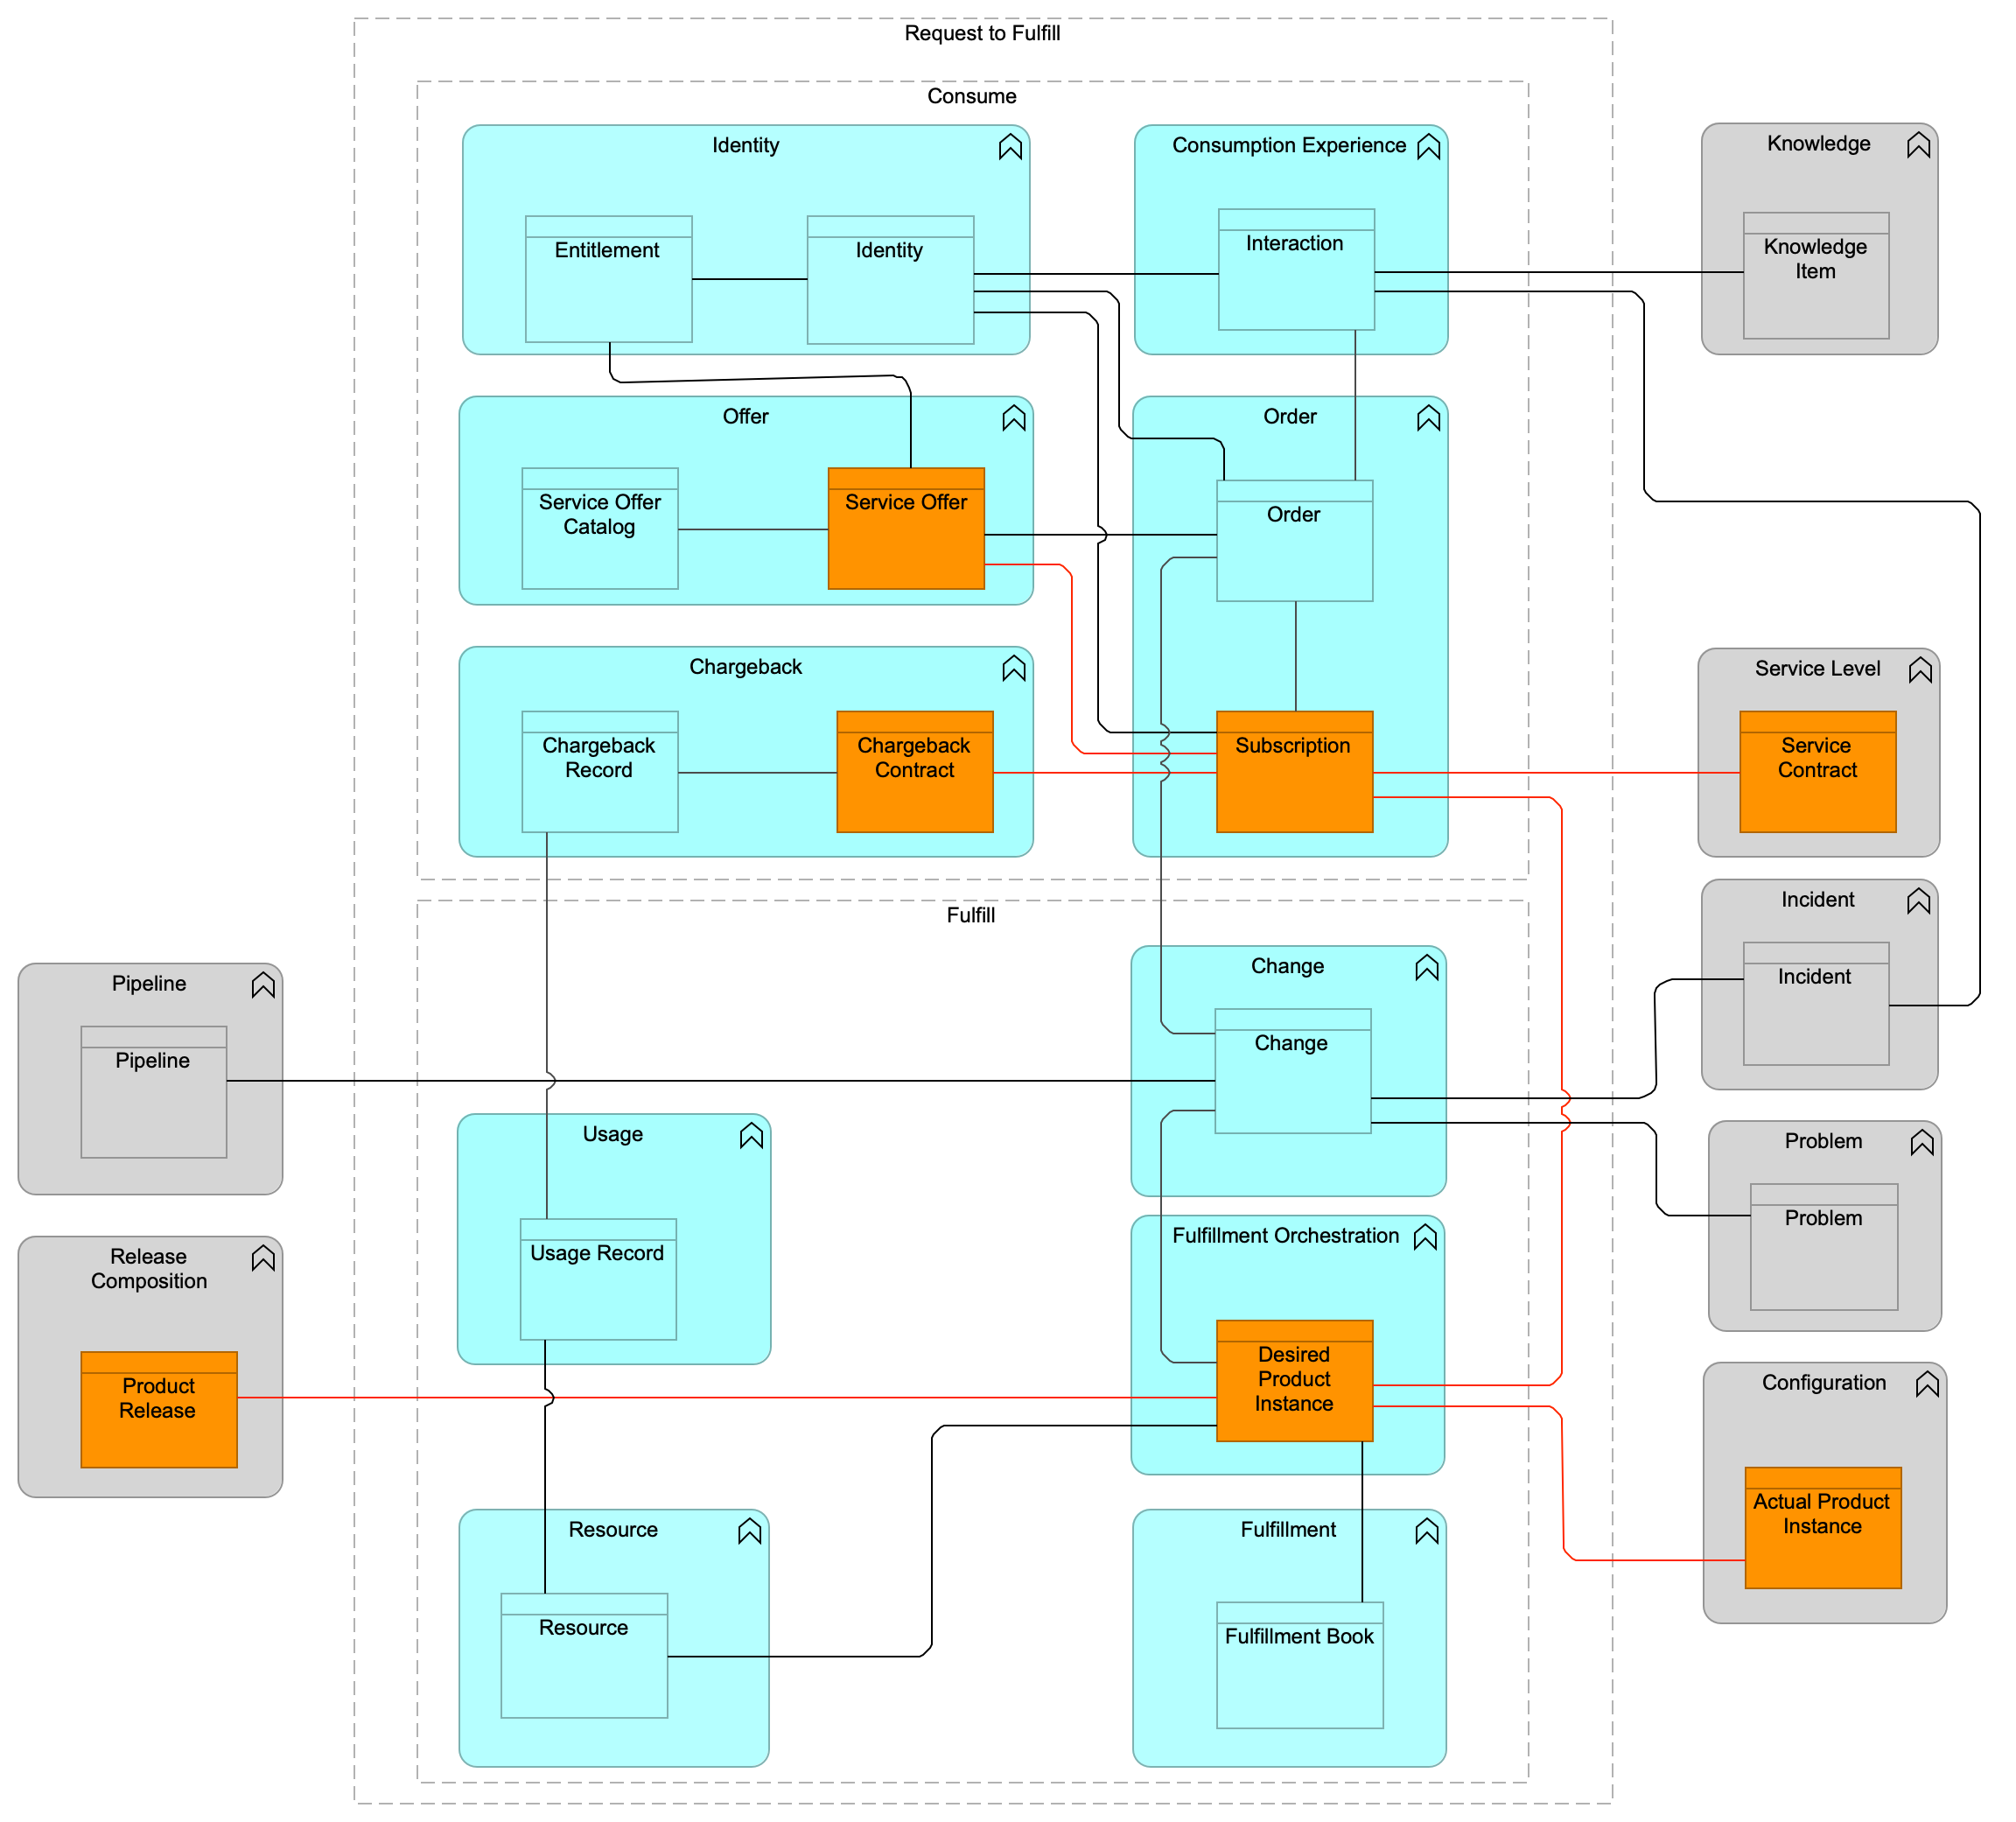 Request to Fulfill
Consume
Identity
Entitlement
Identity
Consumption Experience
Interaction
Knowledge
Knowledge
Item
Offer
Service Offer
Catalog
Service Offer
Order
Order
Subscription
Chargeback
Chargeback
Record
Chargeback
Contract
Service Level
Service
Contract
Fulfill
Incident
Incident
Change
Change
Pipeline
Pipeline
Usage
Usage Record
Problem
Problem
Release
Composition
Product
Release
Fulfillment Orchestration
Desired
Product
Instance
Configuration
Actual Product
Instance
Resource
Resource
Fulfillment
Fulfillment Book